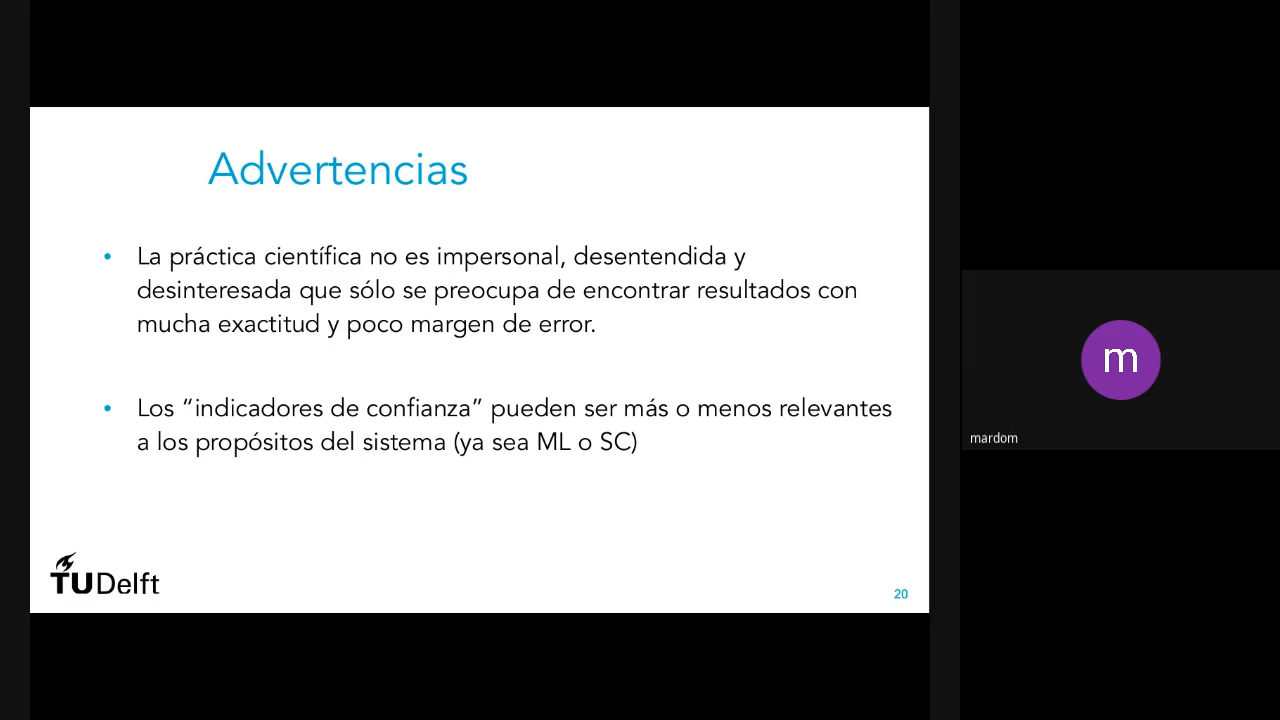 Advertencias
• La práctica científica no es impersonal, desentendida y
desinteresada que sólo se preocupa de encontrar resultados con
mucha exactitud y poco margen de error.
• Los “indicadores de confianza” pueden ser más o menos relevantes
a los propósitos del sistema (ya sea ML o SC)
TUDelft
20
m
mardom